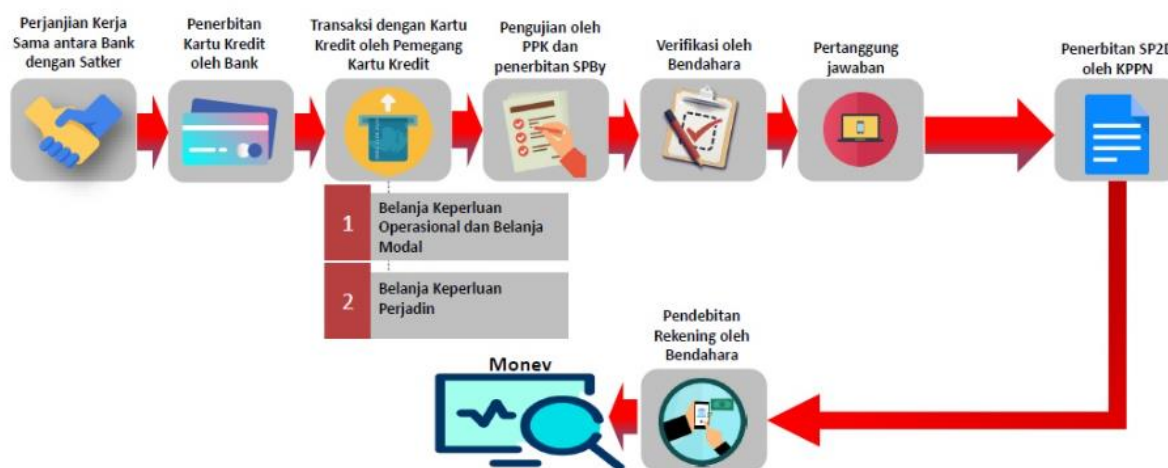 Perjanjian Kerja
Sama antara Bank
dengan Satker
Penerbitan
Kartu Kredit
oleh Bank
Transaksi dengan Kartu
Kredit oleh Pemegang
Kartu Kredit
Pengujian oleh
PPK dan
penerbitan SPBy
Verifikasi oleh
Bendahara
Pertanggung
jawaban
Penerbitan SP2D
oleh KPPN
1
Belanja Keperluan
Operasional dan Belanja
Modal
2
Belanja Keperluan
Perjadin
Pendebitan
Rekening oleh
Bendahara
Monev